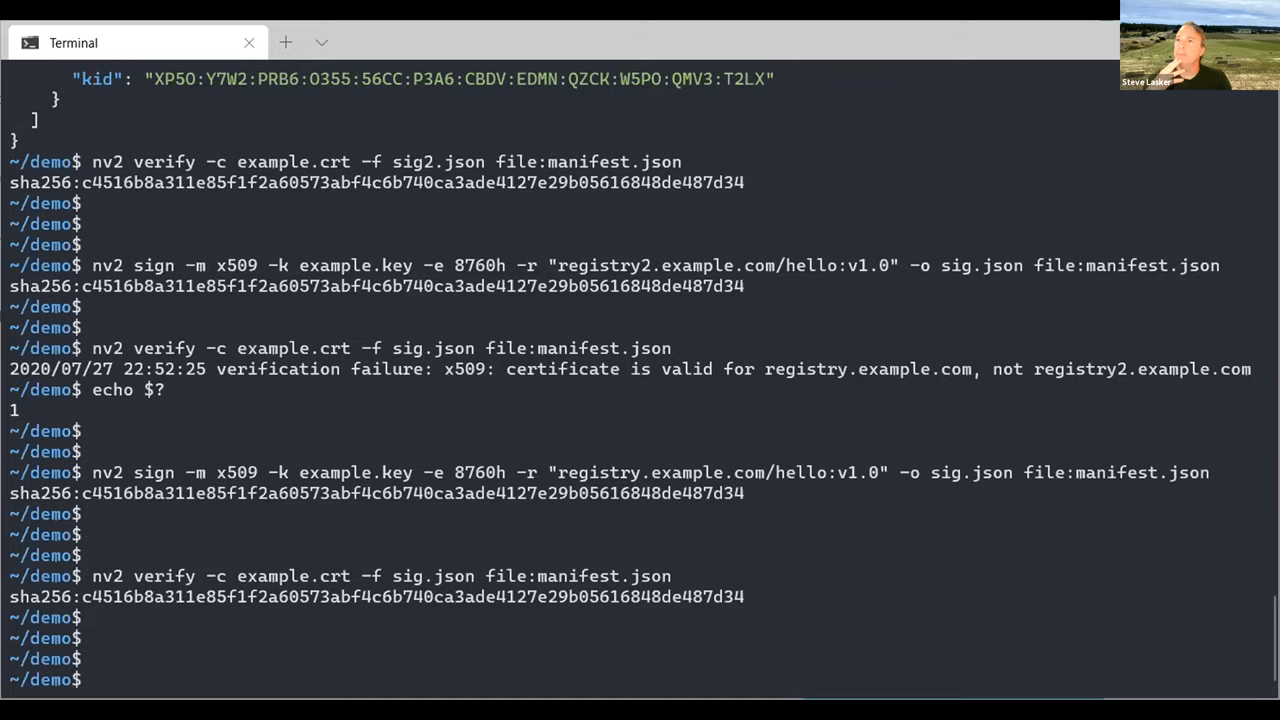 Terminal
Steve Lasker
"kid": "XP5O:Y7W2:PRB6:O355:56CC:P3A6:CBDV:EDMN:QZCK:W5PO:QMV3:T2LX"
}
]
}
~/demo$ nv2 verify -c example.crt -f sig2.json file:manifest.json
sha256:c4516b8a311e85f1f2a60573abf4c6b740ca3ade4127e29b05616848de487d34
~/demo$
~/demo$
~/demo$
~/demo$ nv2 sign -m x509 -k example.key -e 8760h -r "registry2.example.com/hello:v1.0" -o sig.json file:manifest.json
sha256:c4516b8a311e85f1f2a60573abf4c6b740ca3ade4127e29b05616848de487d34
~/demo$
~/demo$
~/demo$ nv2 verify -c example.crt -f sig.json file:manifest.json
2020/07/27 22:52:25 verification failure: x509: certificate is valid for registry.example.com, not registry2.example.com
~/demo$ echo $?
1
~/demo$
~/demo$
~/demo$ nv2 sign -m x509 -k example.key -e 8760h -r "registry.example.com/hello:v1.0" -o sig.json file:manifest.json
sha256:c4516b8a311e85f1f2a60573abf4c6b740ca3ade4127e29b05616848de487d34
~/demo$
~/demo$
~/demo$
~/demo$ nv2 verify -c example.crt -f sig.json file:manifest.json
sha256:c4516b8a311e85f1f2a60573abf4c6b740ca3ade4127e29b05616848de487d34
~/demo$
~/demo$
~/demo$
~/demo$